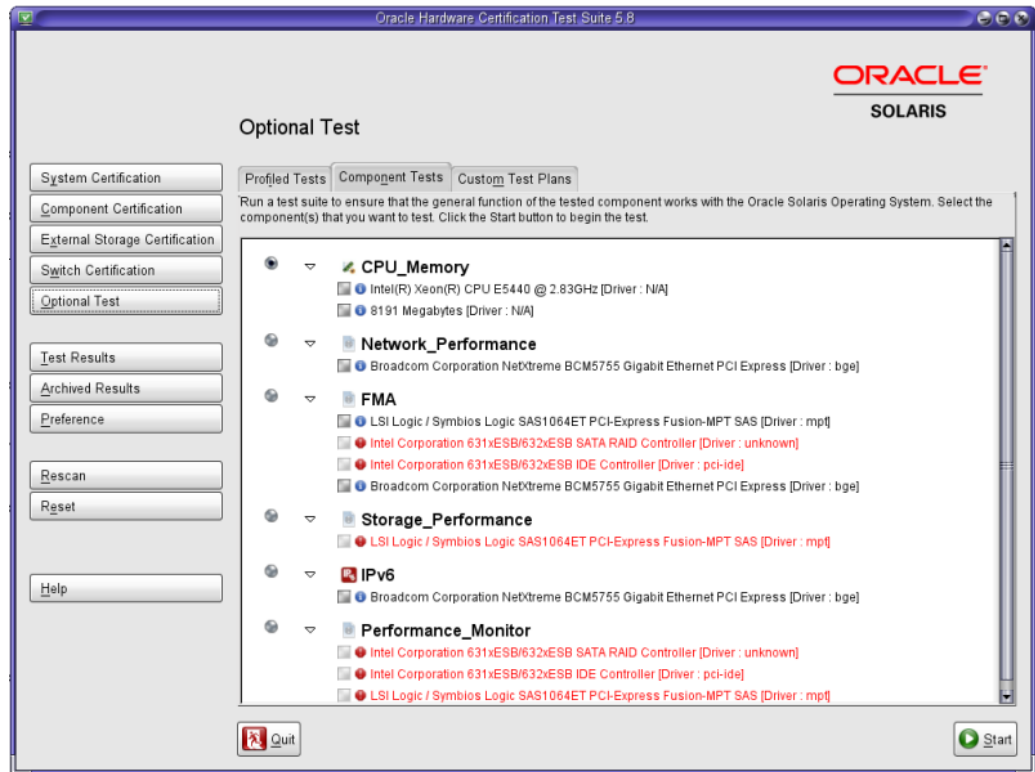 Oracle Hardware Certification Test Suite 5.8
ORACLE
SOLARIS
Optional Test
System Certification
Component Certification
External Storage Certification
Switch Certification
Optional Test
Test Results
Archived Results
Preference
Rescan
Reset
Help
Profiled Tests
Component Tests
Custom Test Plans
Run a test suite to ensure that the general function of the tested component works with the Oracle Solaris Operating System. Select the
component(s) that you want to test. Click the Start button to begin the test.
CPU_Memory
Intel(R) Xeon(R) CPU E5440 @ 2.83GHz [Driver : N/A]
8191 Megabytes [Driver : N/A]
Network_Performance
Broadcom Corporation NetXtreme BCM5755 Gigabit Ethernet PCI Express [Driver : bge]
FMA
LSI Logic / Symbios Logic SAS1064ET PCI-Express Fusion-MPT SAS [Driver : mpt]
Intel Corporation 631xESB/632xESB SATA RAID Controller [Driver : unknown]
Intel Corporation 631xESB/632xESB IDE Controller [Driver : pci-ide]
Broadcom Corporation NetXtreme BCM5755 Gigabit Ethernet PCI Express [Driver : bge]
Storage_Performance
LSI Logic / Symbios Logic SAS1064ET PCI-Express Fusion-MPT SAS [Driver : mpt]
IPv6
Broadcom Corporation NetXtreme BCM5755 Gigabit Ethernet PCI Express [Driver : bge]
Performance_Monitor
Intel Corporation 631xESB/632xESB SATA RAID Controller [Driver : unknown]
Intel Corporation 631xESB/632xESB IDE Controller [Driver : pci-ide]
LSI Logic / Symbios Logic SAS1064ET PCI-Express Fusion-MPT SAS [Driver : mpt]
Quit
Start